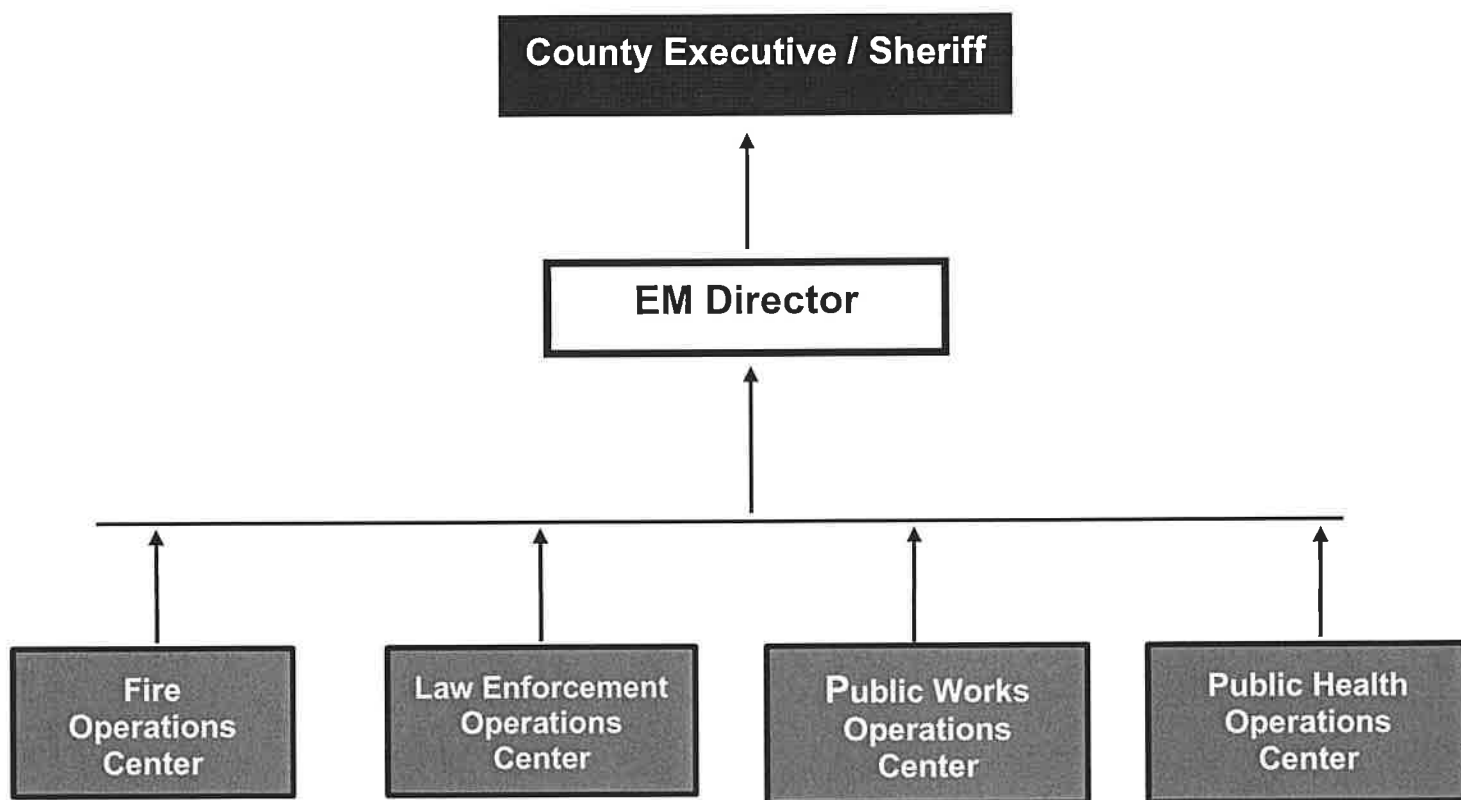 County Executive / Sheriff
EM Director
Fire
Operations
Center
Law Enforcement
Operations
Center
Public Works
Operations
Center
Public Health
Operations
Center